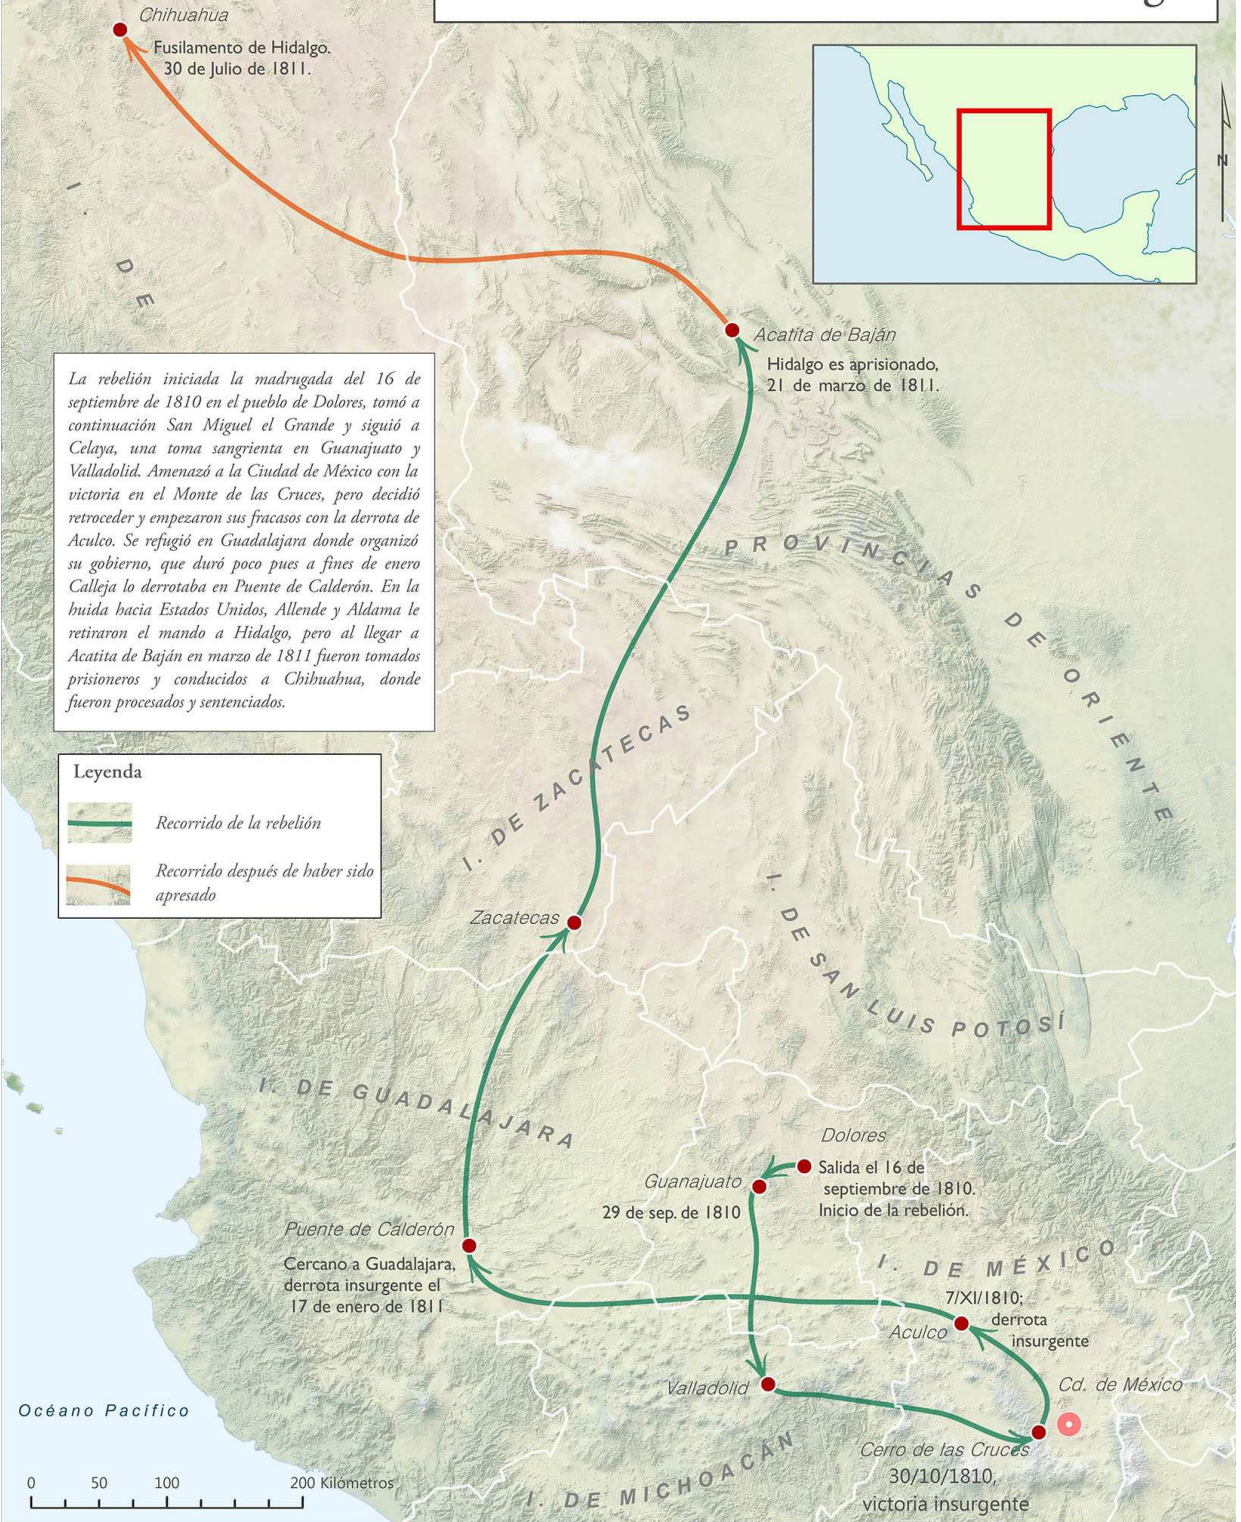 Chihuahua
Fusilamento de Hidalgo.
30 de Julio de 1811.
N
I. DE
Acatita de Baján
Hidalgo es aprisionado,
21 de marzo de 1811.
La rebelión iniciada la madrugada del 16 de
septiembre de 1810 en el pueblo de Dolores, tomó a
continuación San Miguel el Grande y siguió a
Celaya, una toma sangrienta en Guanajuato y
Valladolid. Amenazó a la Ciudad de México con la
victoria en el Monte de las Cruces, pero decidió
retroceder y empezaron sus fracasos con la derrota de
Aculco. Se refugió en Guadalajara donde organizó
su gobierno, que duró poco pues a fines de enero
Calleja lo derrotaba en Puente de Calderón. En la
huida hacia Estados Unidos, Allende y Aldama le
retiraron el mando a Hidalgo, pero al llegar a
Acatita de Baján en marzo de 1811 fueron tomados
prisioneros y conducidos a Chihuahua, donde
fueron procesados y sentenciados.
PROVINCIAS DE ORIENTE
I. DE ZACATECAS
Leyenda
Recorrido de la rebelión
Recorrido después de haber sido
apresado
Zacatecas
I. DE SAN LUIS POTOSÍ
I. DE GUADALAJARA
Dolores
Salida el 16 de
septiembre de 1810.
Inicio de la rebelión.
Guanajuato
29 de sep. de 1810
Puente de Calderón
Cercano a Guadalajara,
derrota insurgente el
17 de enero de 1811
I. DE MÉXICO
7/XI/1810;
derrota
insurgente
Aculco
Valladolid
Cd. de México
Océano Pacífico
Cerro de las Cruces
30/10/1810,
victoria insurgente
I. DE MICHOACÁN
0 50 100 200 Kilómetros